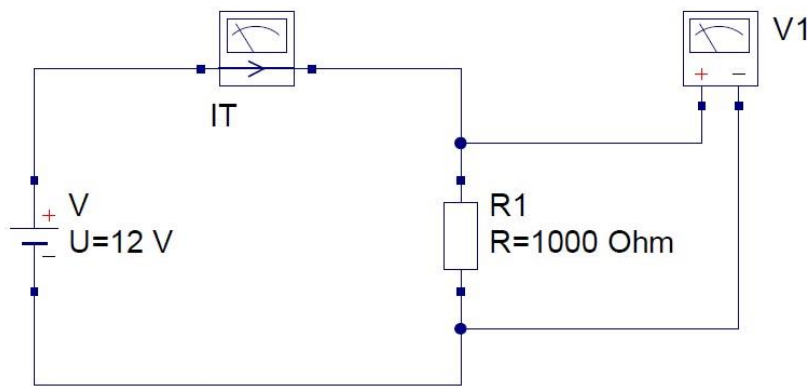 V1
+ −
IT
+
V
U=12 V
−
R1
R=1000 Ohm